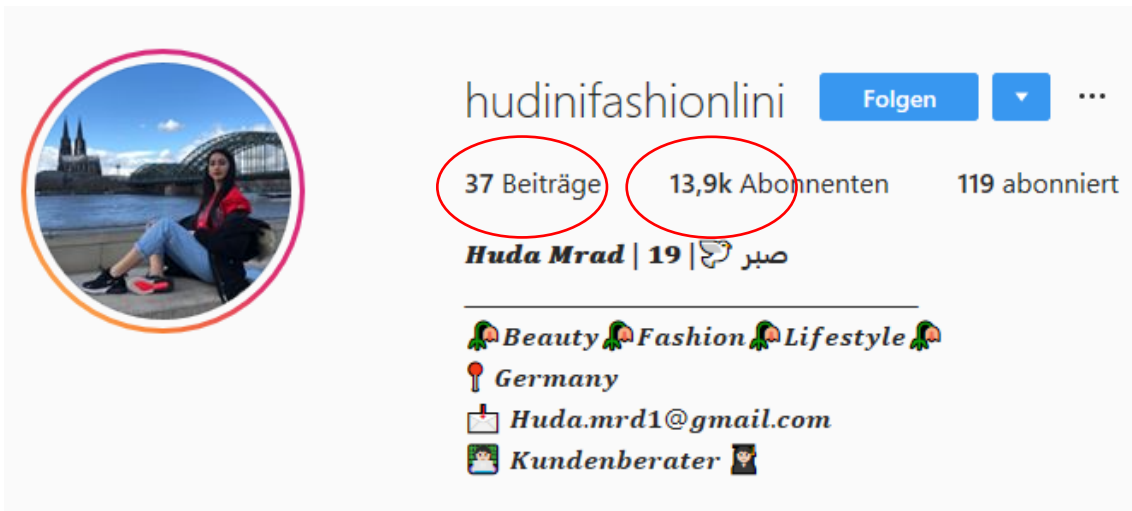 hudinifashionlini Folgen ...
37 Beiträge 13,9k Abonnenten 119 abonniert
Huda Mrad | 19 |🕊 صبر
🥀Beauty🥀Fashion🥀Lifestyle🥀
📍 Germany
📩 Huda.mrd1@gmail.com
👩🏻‍💻 Kundenberater 👩🏻‍🎓